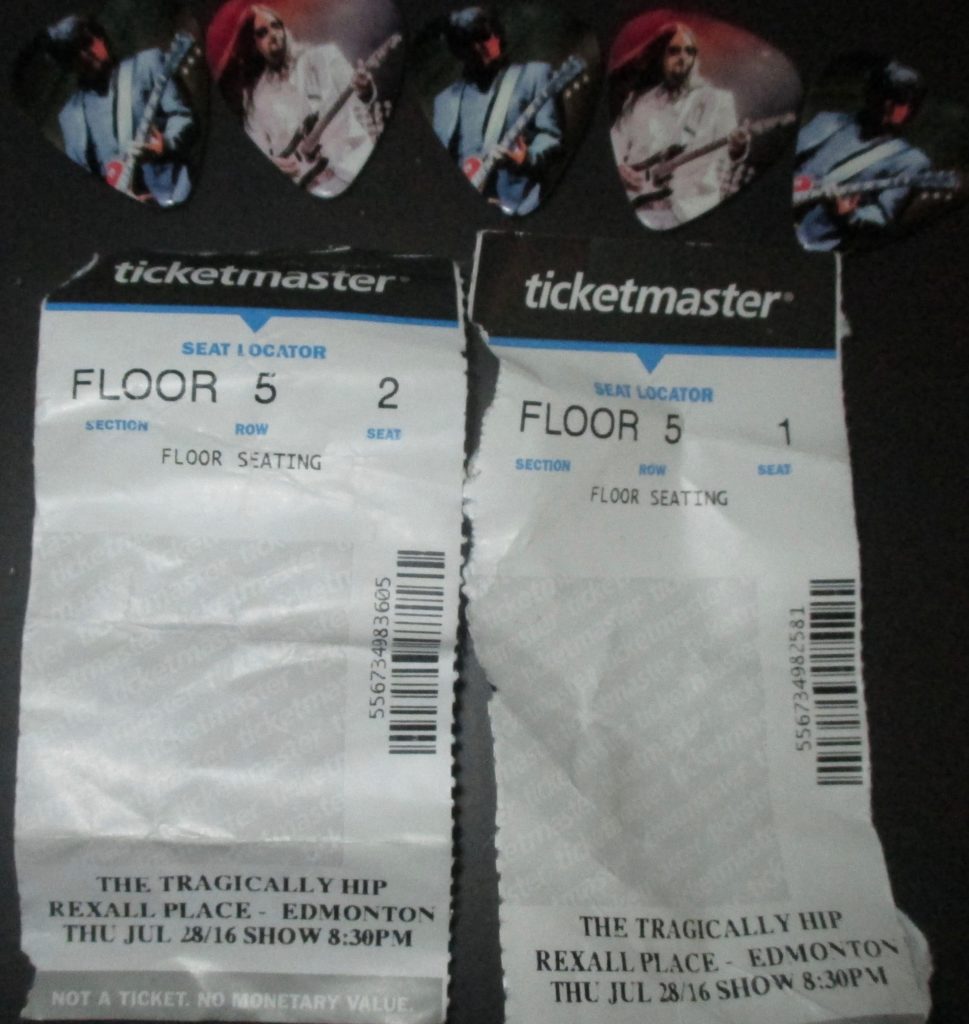 ticketmaster
SEAT LOCATOR
FLOOR 5 2
SECTION ROW SEAT
FLOOR SEATING
556734983605
THE TRAGICALLY HIP
REXALL PLACE - EDMONTON
THU JUL 28/16 SHOW 8:30PM
NOT A TICKET. NO MONETARY VALUE.
ticketmaster
SEAT LOCATOR
FLOOR 5 1
SECTION ROW SEAT
FLOOR SEATING
556734982581
THE TRAGICALLY HIP
REXALL PLACE - EDMONTON
THU JUL 28/16 SHOW 8:30PM